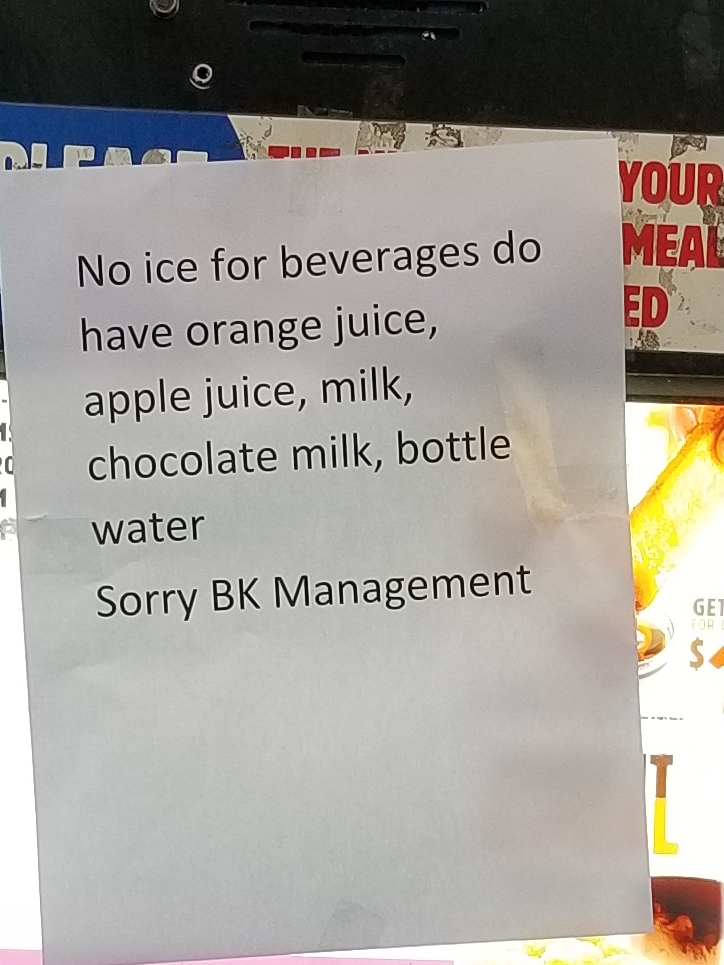 YOUR
MEAL
ED
No ice for beverages do
have orange juice,
apple juice, milk,
chocolate milk, bottle
water
Sorry BK Management
GET
FOR
$